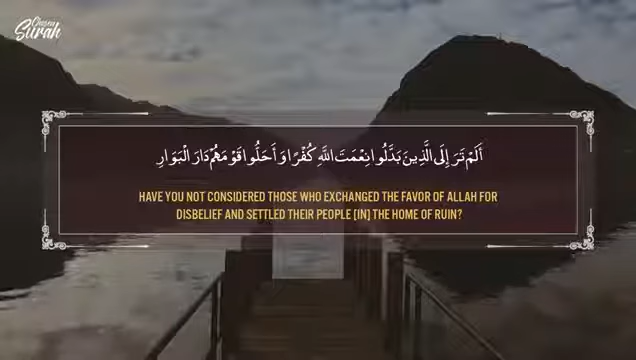 Chosen
Surah
أَلَمْ تَرَ إِلَى الَّذِينَ بَدَّلُوا نِعْمَتَ اللَّهِ كُفْرًا وَأَحَلُّوا قَوْمَهُمْ دَارَ الْبَوَارِ
HAVE YOU NOT CONSIDERED THOSE WHO EXCHANGED THE FAVOR OF ALLAH FOR
DISBELIEF AND SETTLED THEIR PEOPLE [IN] THE HOME OF RUIN?